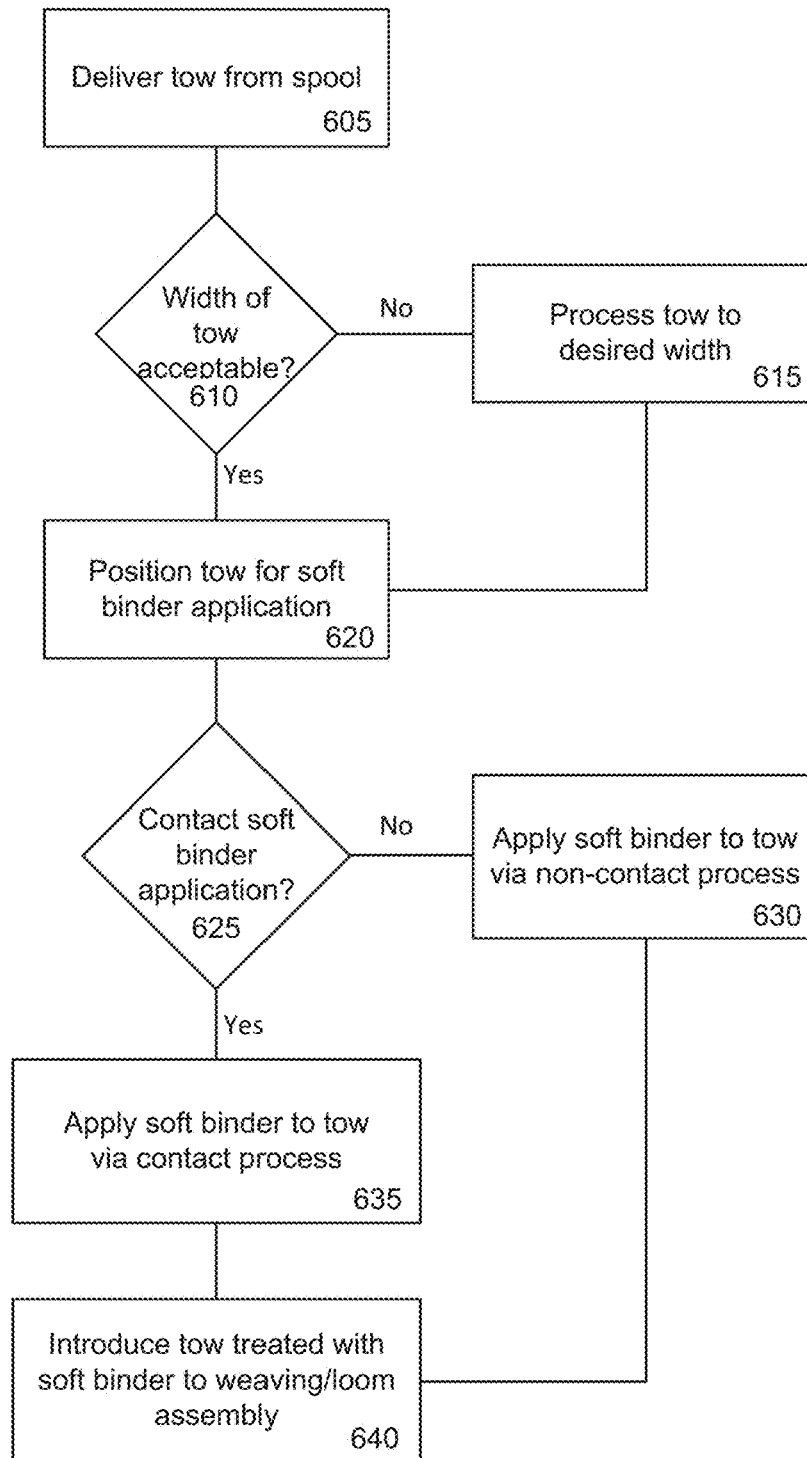 Deliver tow from spool
605
Width of
tow
acceptable?
610
No
Process tow to
desired width
615
Yes
Position tow for soft
binder application
620
Contact soft
binder
application?
625
No
Apply soft binder to tow
via non-contact process
630
Yes
Apply soft binder to tow
via contact process
635
Introduce tow treated with
soft binder to weaving/loom
assembly
640